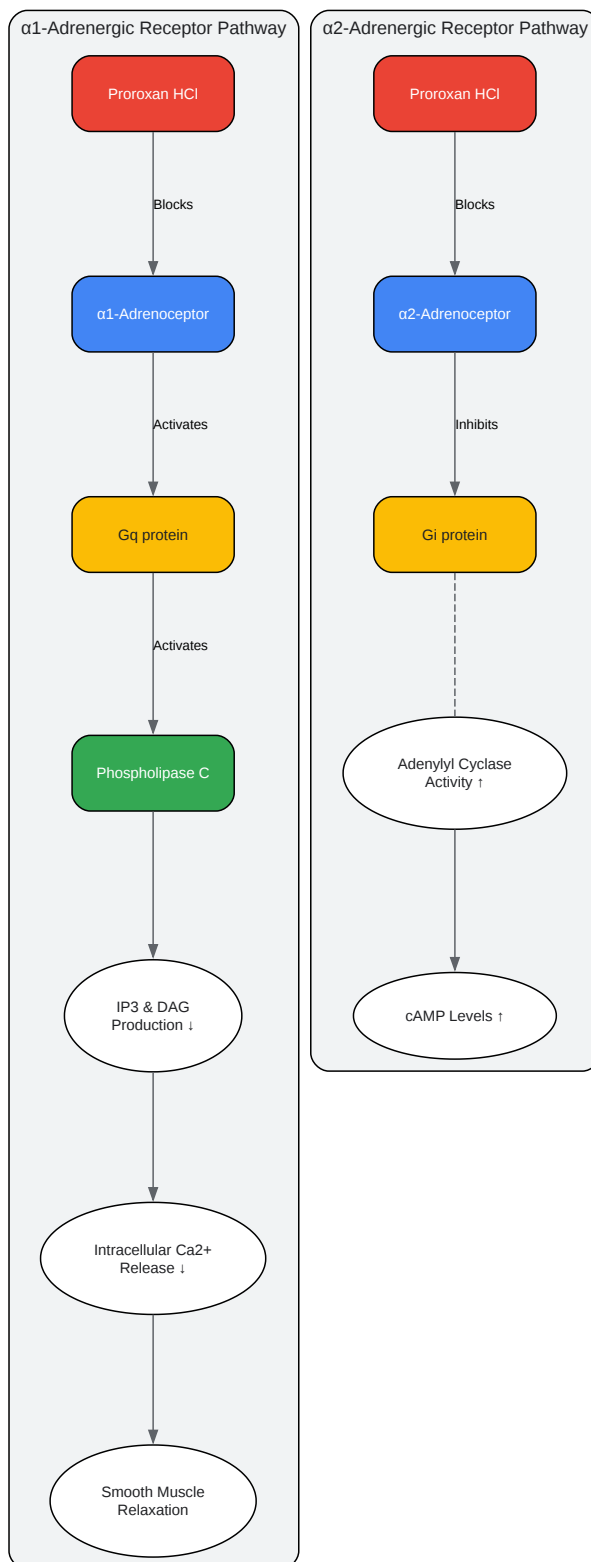 α1-Adrenergic Receptor Pathway
Proroxan HCl
Blocks
α1-Adrenoceptor
Activates
Gq protein
Activates
Phospholipase C
IP3 & DAG
Production ↓
Intracellular Ca2+
Release ↓
Smooth Muscle
Relaxation
α2-Adrenergic Receptor Pathway
Proroxan HCl
Blocks
α2-Adrenoceptor
Inhibits
Gi protein
Adenylyl Cyclase
Activity ↑
cAMP Levels ↑